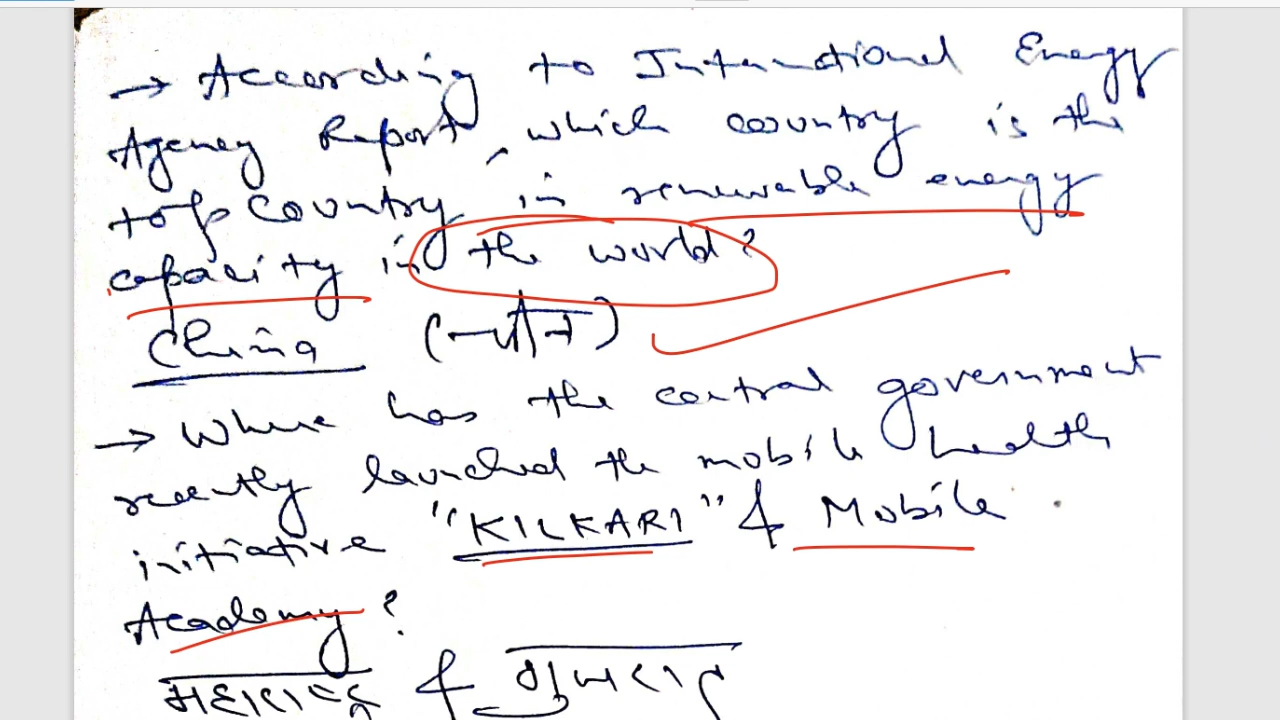 → According to International Energy
Agency Report, which country is the
top country in renewable energy
capacity in the world?
China (चीन)
→ Where has the central government
recently launched the mobile health
initiative "KILKARI" & Mobile
Academy?
महाराष्ट्र & गुजरात